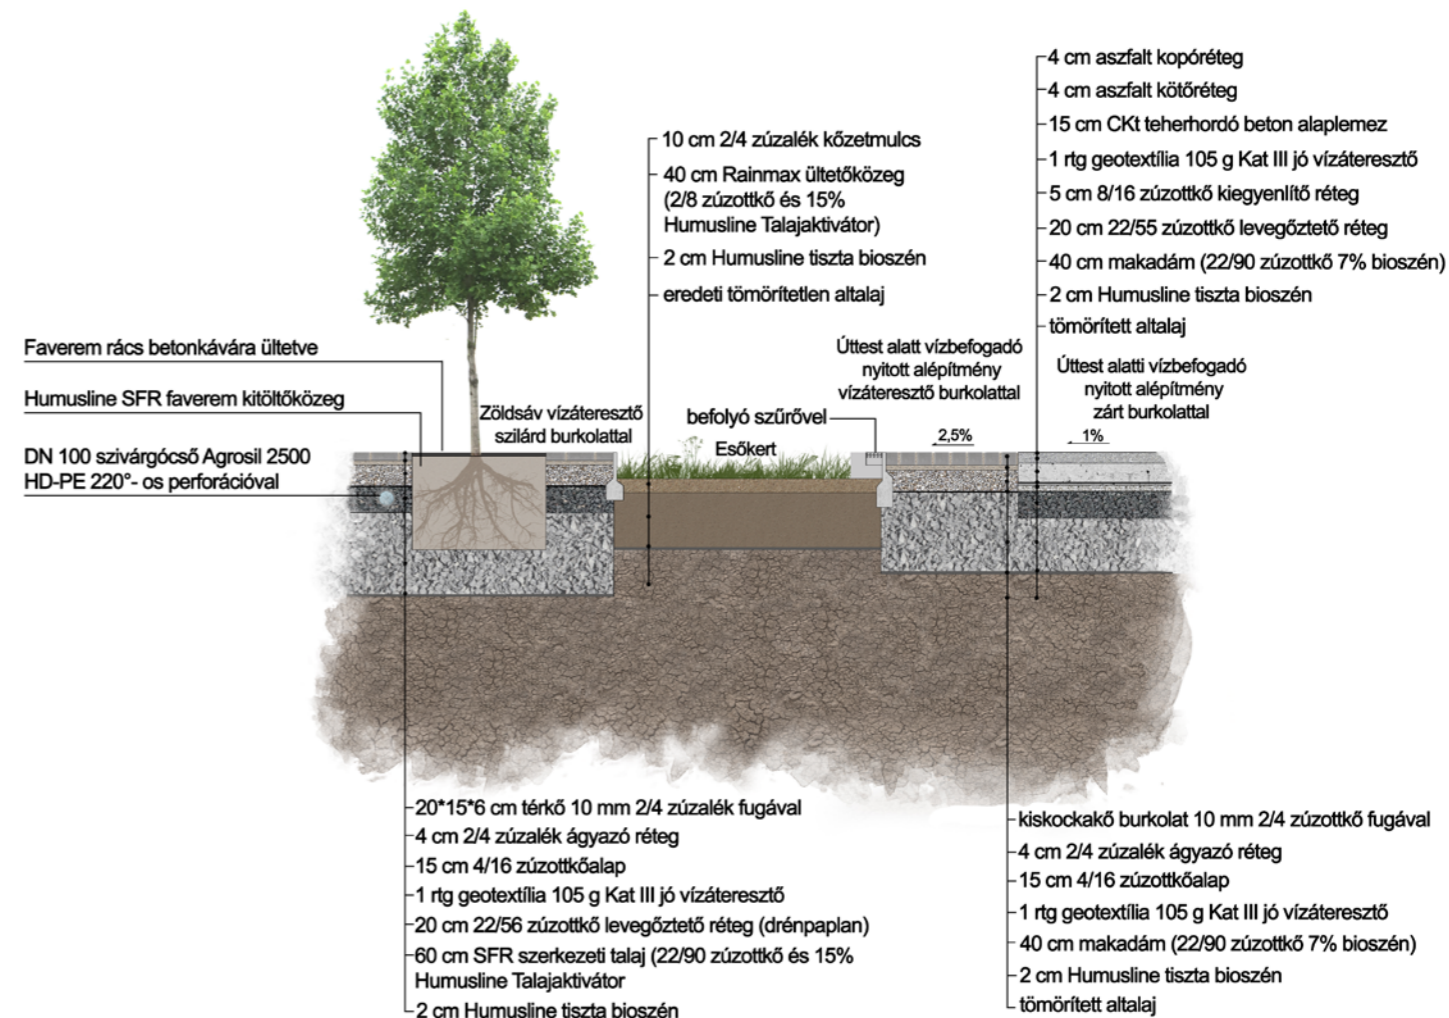 4 cm aszfalt kopóréteg
4 cm aszfalt kötőréteg
15 cm CKt teherhordó beton alaplemez
1 rtg geotextília 105 g Kat III jó vízáteresztő
5 cm 8/16 zúzottkő kiegyenlítő réteg
20 cm 22/55 zúzottkő levegőztető réteg
40 cm makadám (22/90 zúzottkő 7% bioszén)
2 cm Humusline tiszta bioszén
tömörített altalaj
10 cm 2/4 zúzalék kőzetmulcs
40 cm Rainmax ültetőközeg
(2/8 zúzottkő és 15%
Humusline Talajaktivátor)
2 cm Humusline tiszta bioszén
eredeti tömörítetlen altalaj
Faverem rács betonkávára ültetve
Humusline SFR faverem kitöltőközeg
DN 100 szivárgócső Agrosil 2500
HD-PE 220°- os perforációval
Zöldsáv vízáteresztő
szilárd burkolattal
befolyó szűrővel
Esőkert
Úttest alatt vízbefogadó
nyitott alépítmény
vízáteresztő burkolattal
2,5%
Úttest alatti vízbefogadó
nyitott alépítmény
zárt burkolattal
1%
20*15*6 cm térkő 10 mm 2/4 zúzalék fugával
4 cm 2/4 zúzalék ágyazó réteg
15 cm 4/16 zúzottkőalap
1 rtg geotextília 105 g Kat III jó vízáteresztő
20 cm 22/56 zúzottkő levegőztető réteg (drénpaplan)
60 cm SFR szerkezeti talaj (22/90 zúzottkő és 15%
Humusline Talajaktivátor
2 cm Humusline tiszta bioszén
kiskockakő burkolat 10 mm 2/4 zúzottkő fugával
4 cm 2/4 zúzalék ágyazó réteg
15 cm 4/16 zúzottkőalap
1 rtg geotextília 105 g Kat III jó vízáteresztő
40 cm makadám (22/90 zúzottkő 7% bioszén)
2 cm Humusline tiszta bioszén
tömörített altalaj